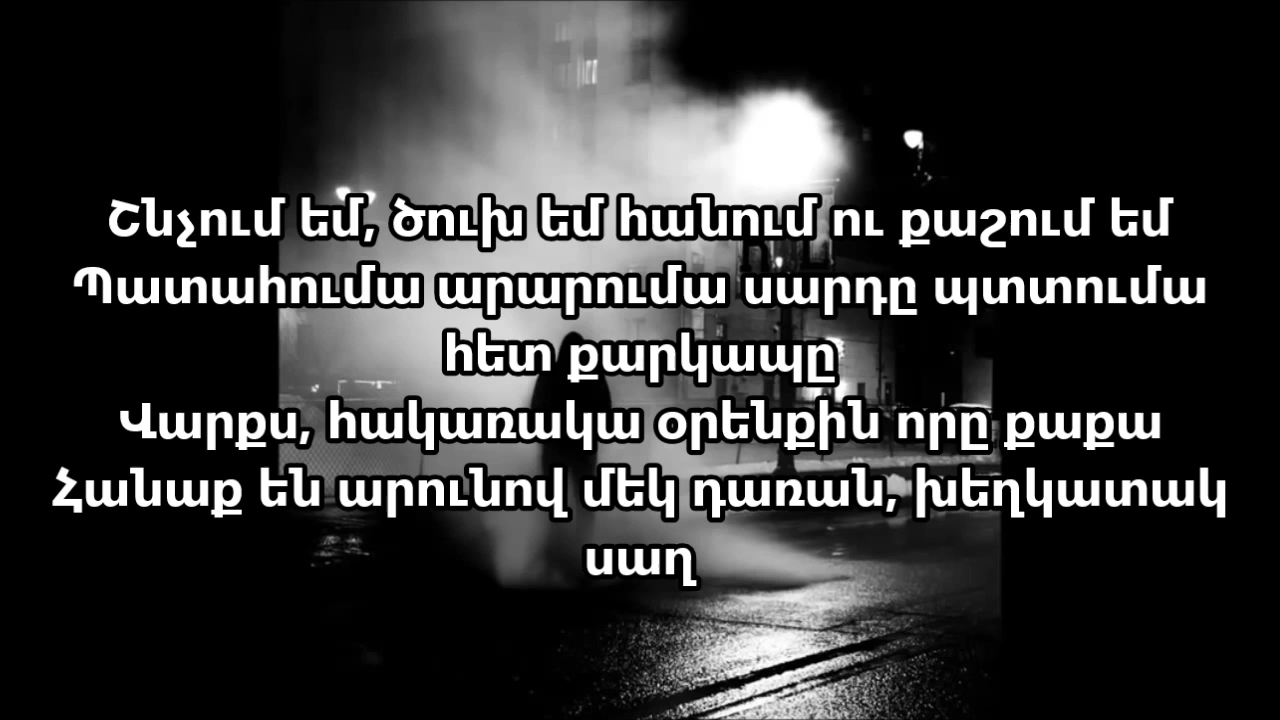 Շնչում եմ, ծուխ եմ հանում ու քաշում եմ
Պատահումա արարումա սարդը պտտումա
հետ քարկապը
Վարքս, հակառակա օրենքին որը քաքա
Հանաք են արունով մեկ դառան, խեղկատակ
սաղ